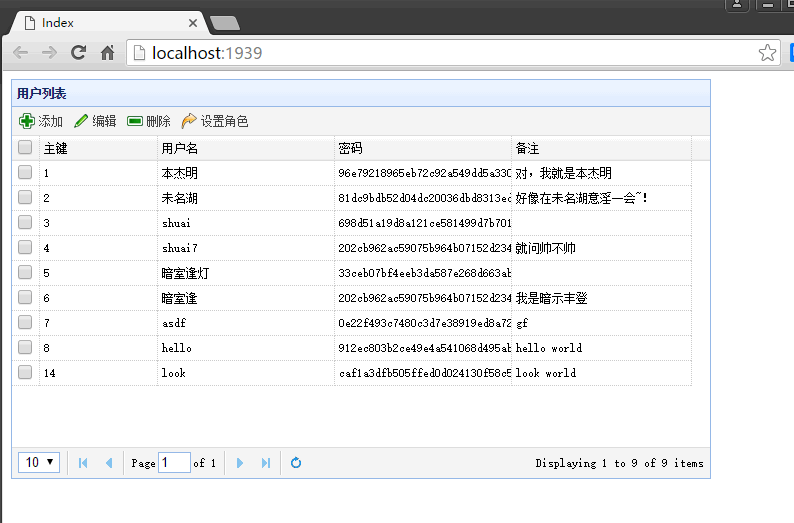 Index
localhost:1939
用户列表
添加 编辑 删除 设置角色
主键 用户名 密码 备注
1 本杰明 96e79218965eb72c92a549dd5a330 对，我就是本杰明
2 未名湖 81dc9bdb52d04dc20036dbd8313ed 好像在未名湖意淫一会~!
3 shuai 698d51a19d8a121ce581499d7b701
4 shuai7 202cb962ac59075b964b07152d234 就问帅不帅
5 暗室逢灯 33ceb07bf4eeb3da587e268d663ab
6 暗室逢 202cb962ac59075b964b07152d234 我是暗示丰登
7 asdf 0e22f493c7480c3d7e38919ed8a72 gf
8 hello 912ec803b2ce49e4a541068d495ab hello world
14 look caf1a3dfb505ffed0d024130f58c5 look world
10 Page 1 of 1 Displaying 1 to 9 of 9 items